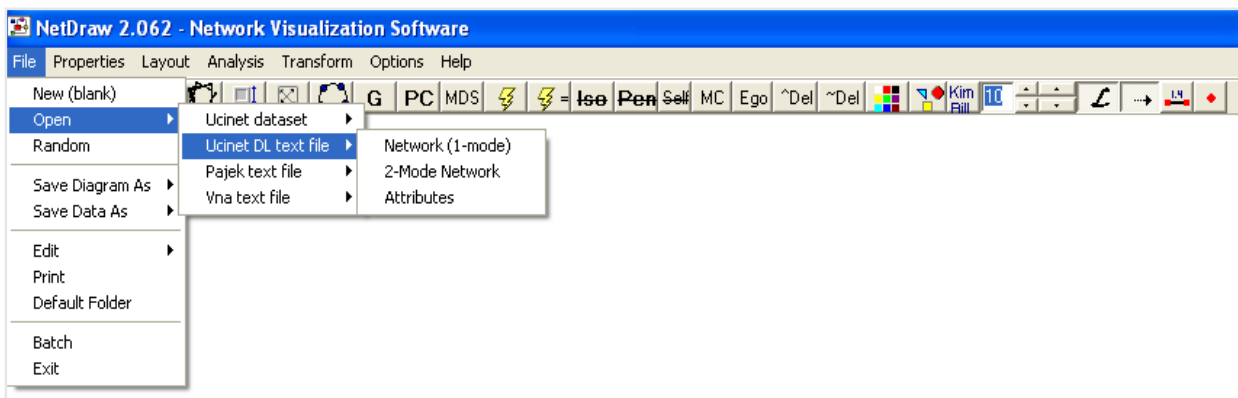 NetDraw 2.062 - Network Visualization Software
File Properties Layout Analysis Transform Options Help
New (blank)
G PC MDS = Iso Pen Self MC Ego ^Del ~Del Kim Bill 10 L 1.4
Open
Ucinet dataset
Random
Ucinet DL text file
Network (1-mode)
Pajek text file
2-Mode Network
Save Diagram As
Vna text file
Attributes
Save Data As
Edit
Print
Default Folder
Batch
Exit